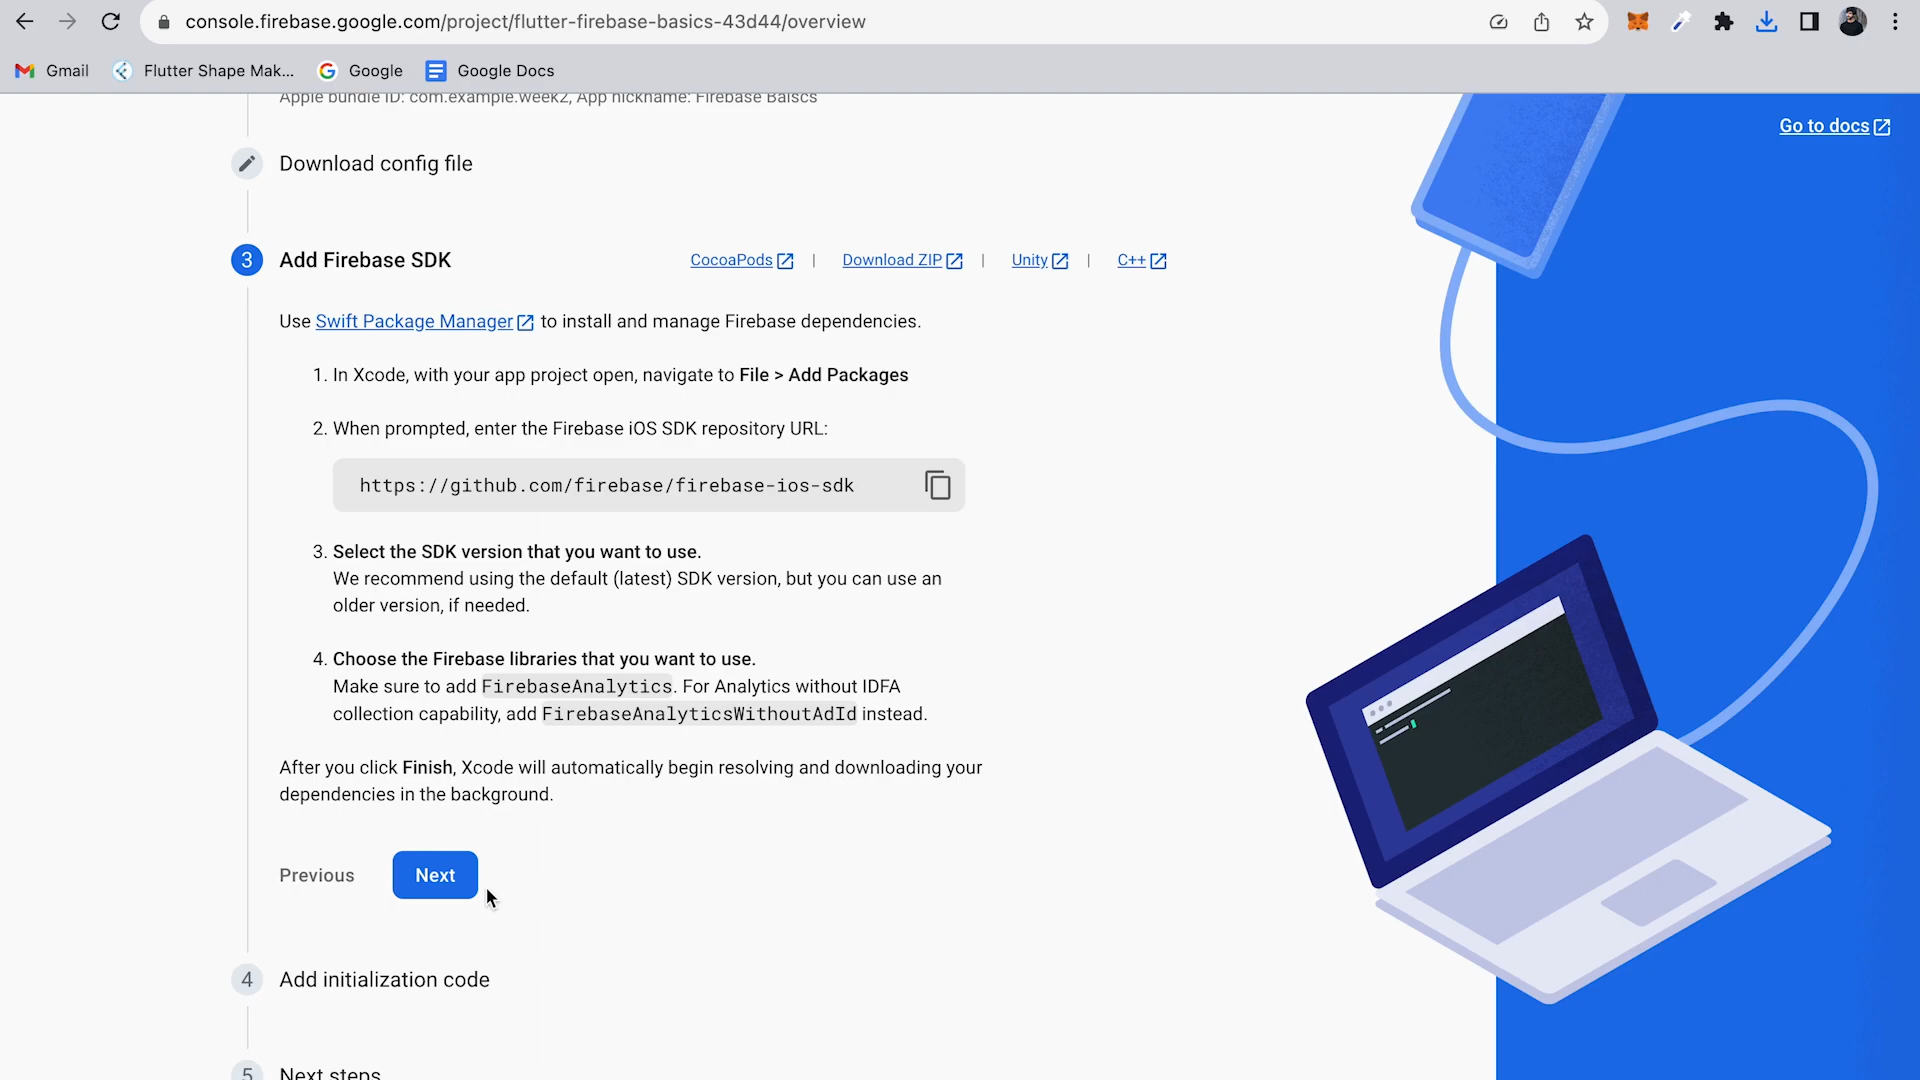 console.firebase.google.com/project/flutter-firebase-basics-43d44/overview
Gmail
Flutter Shape Mak...
Google
Google Docs
Apple bundle ID: com.example.week2, App nickname: Firebase Baiscs
Go to docs
Download config file
3 Add Firebase SDK
CocoaPods | Download ZIP | Unity | C++
Use Swift Package Manager to install and manage Firebase dependencies.
1. In Xcode, with your app project open, navigate to File > Add Packages
2. When prompted, enter the Firebase iOS SDK repository URL:
https://github.com/firebase/firebase-ios-sdk
3. Select the SDK version that you want to use.
We recommend using the default (latest) SDK version, but you can use an
older version, if needed.
4. Choose the Firebase libraries that you want to use.
Make sure to add FirebaseAnalytics. For Analytics without IDFA
collection capability, add FirebaseAnalyticsWithoutAdId instead.
After you click Finish, Xcode will automatically begin resolving and downloading your
dependencies in the background.
Previous
Next
4 Add initialization code
5 Next steps